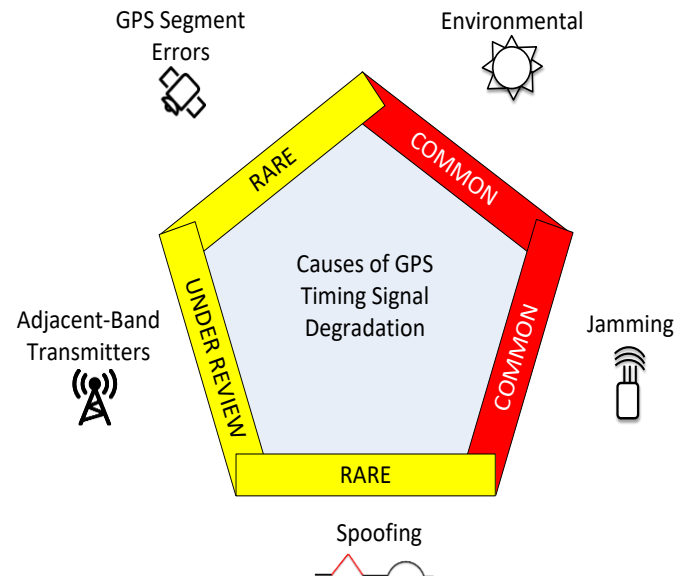 GPS Segment
Errors
Environmental
RARE
COMMON
Causes of GPS
Timing Signal
Degradation
Adjacent-Band
Transmitters
UNDER REVIEW
COMMON
Jamming
RARE
Spoofing